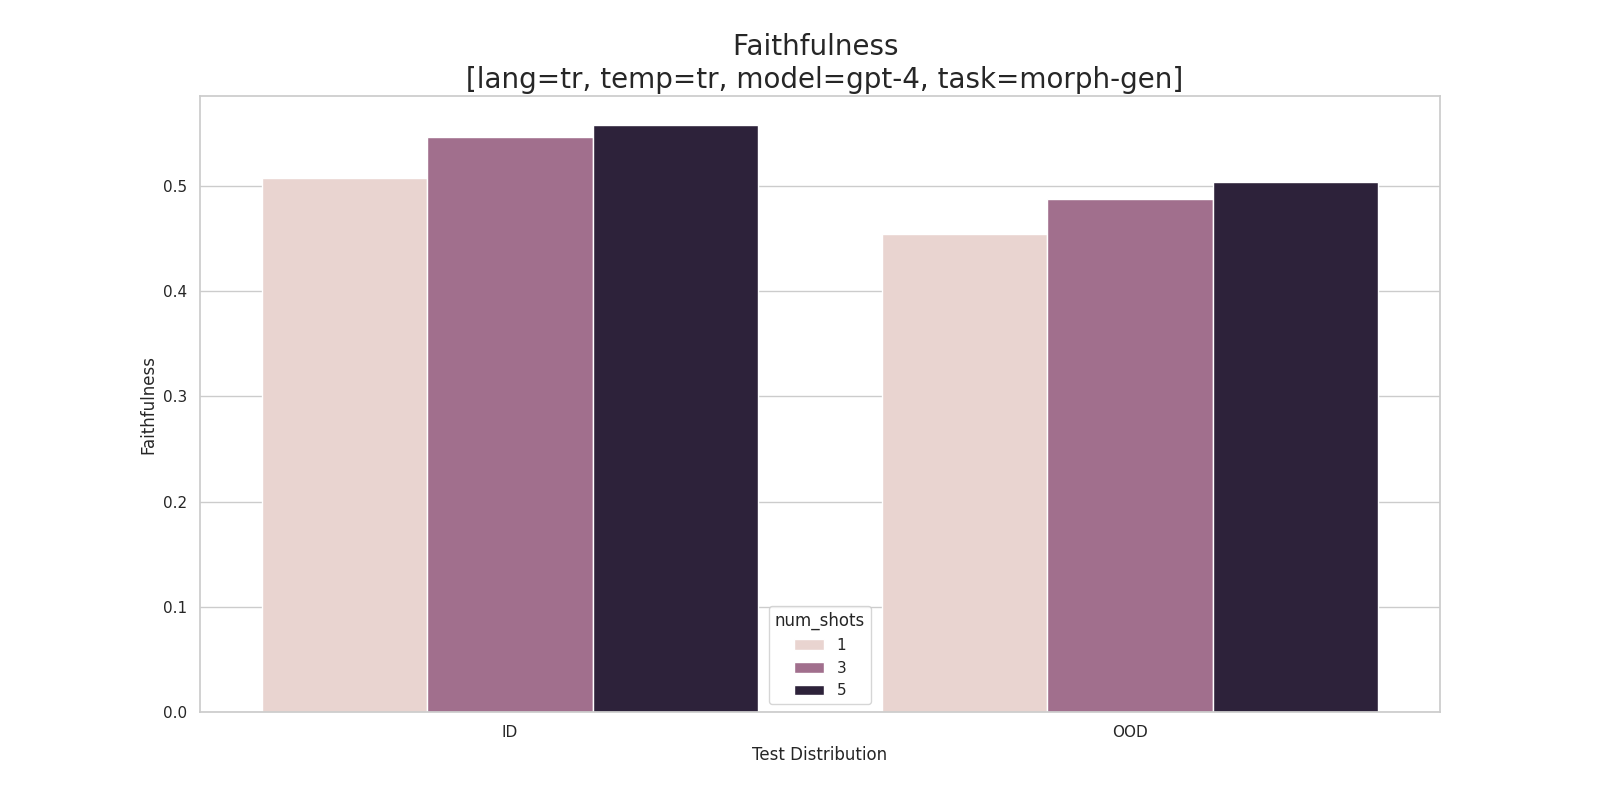 Faithfulness
[lang=tr, temp=tr, model=gpt-4, task=morph-gen]
Faithfulness
0.5
0.4
0.3
0.2
0.1
0.0
num_shots
1
3
5
ID
OOD
Test Distribution